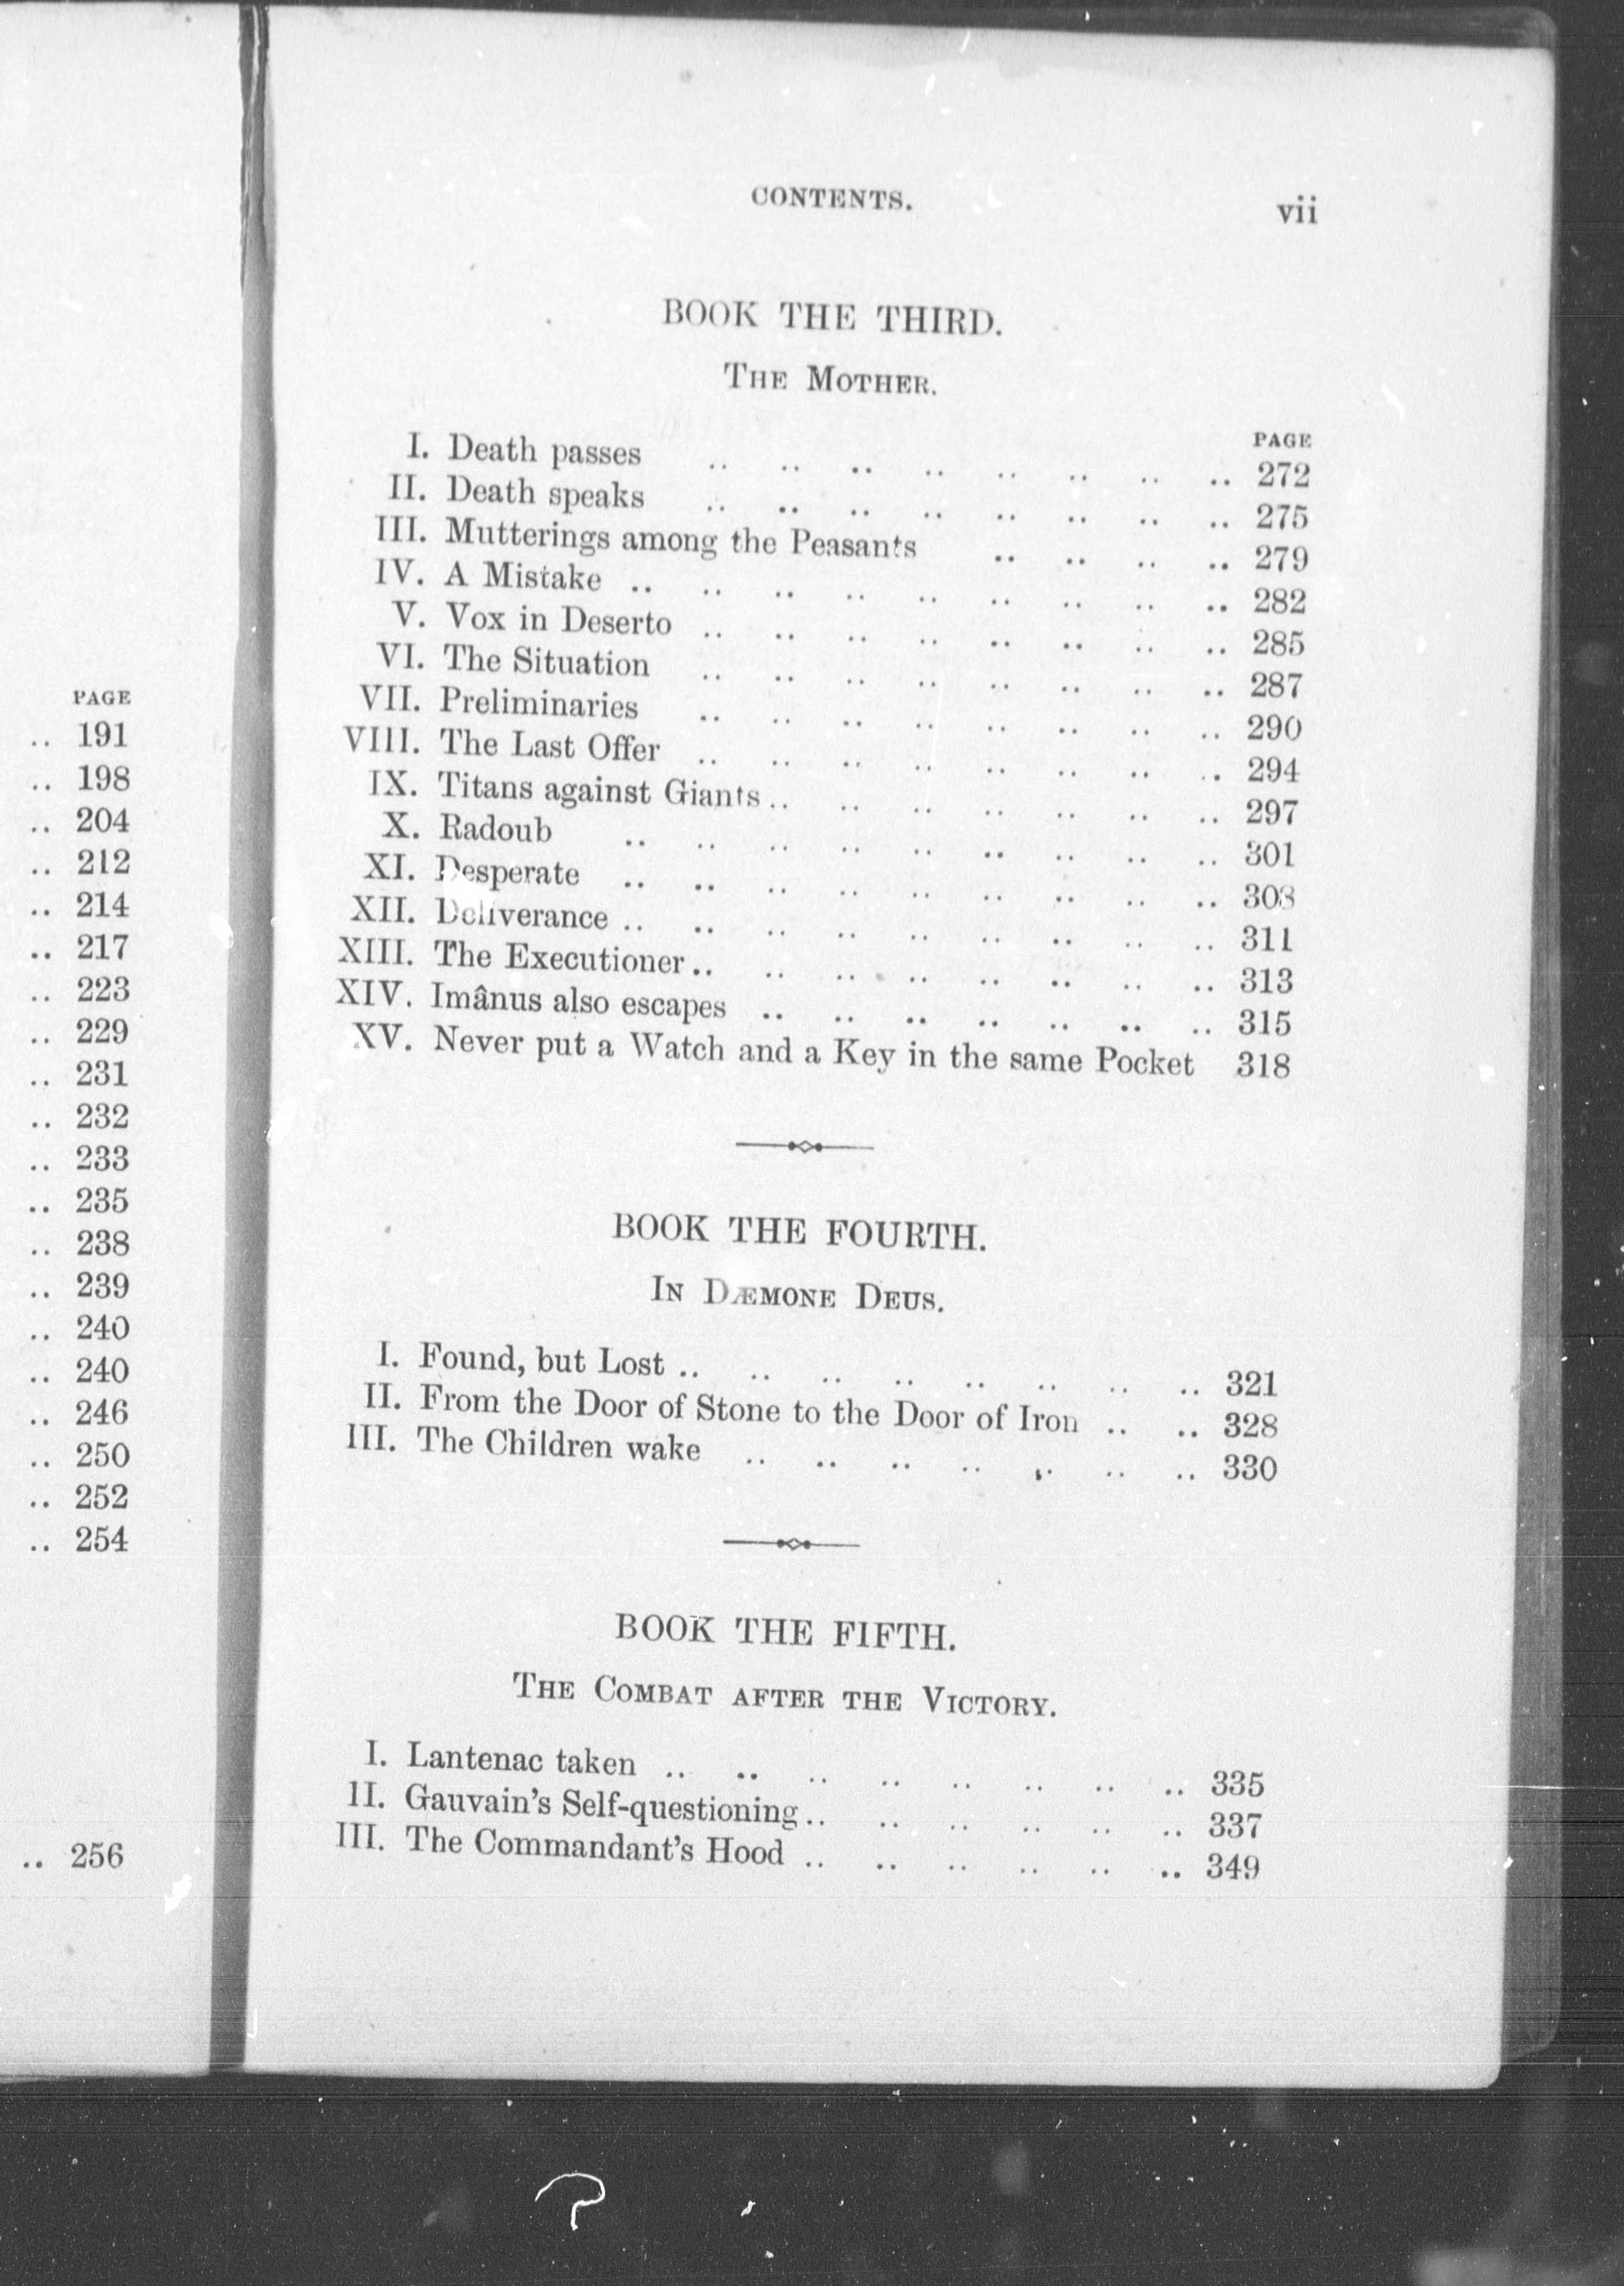 PAGE
.. 191
.. 198
.. 204
.. 212
.. 214
.. 217
.. 223
.. 229
.. 231
.. 232
.. 233
.. 235
.. 238
.. 239
.. 240
.. 240
.. 246
.. 250
.. 252
.. 254
.. 256
CONTENTS. vii
BOOK THE THIRD.
THE MOTHER.
PAGE
I. Death passes .. .. .. .. .. .. .. .. 272
II. Death speaks .. .. .. .. .. .. .. .. 275
III. Mutterings among the Peasants .. .. .. .. 279
IV. A Mistake .. .. .. .. .. .. .. .. .. 282
V. Vox in Deserto .. .. .. .. .. .. .. .. 285
VI. The Situation .. .. .. .. .. .. .. .. 287
VII. Preliminaries .. .. .. .. .. .. .. .. 290
VIII. The Last Offer .. .. .. .. .. .. .. .. 294
IX. Titans against Giants .. .. .. .. .. .. .. 297
X. Radoub .. .. .. .. .. .. .. .. .. 301
XI. Desperate .. .. .. .. .. .. .. .. .. 308
XII. Deliverance .. .. .. .. .. .. .. .. .. 311
XIII. The Executioner .. .. .. .. .. .. .. .. 313
XIV. Imânus also escapes .. .. .. .. .. .. .. 315
XV. Never put a Watch and a Key in the same Pocket 318
BOOK THE FOURTH.
IN DÆMONE DEUS.
I. Found, but Lost .. .. .. .. .. .. .. .. 321
II. From the Door of Stone to the Door of Iron .. .. 328
III. The Children wake .. .. .. .. .. .. .. 330
BOOK THE FIFTH.
THE COMBAT AFTER THE VICTORY.
I. Lantenac taken .. .. .. .. .. .. .. .. 335
II. Gauvain's Self-questioning .. .. .. .. .. .. 337
III. The Commandant's Hood .. .. .. .. .. .. 349